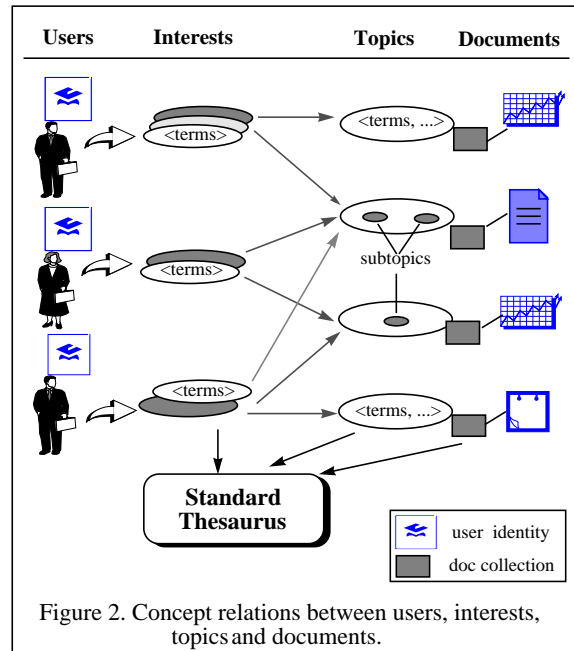 Users Interests Topics Documents
<terms>
<terms, ...>
subtopics
<terms>
<terms>
<terms, ...>
Standard
Thesaurus
user identity
doc collection
Figure 2. Concept relations between users, interests,
topics and documents.